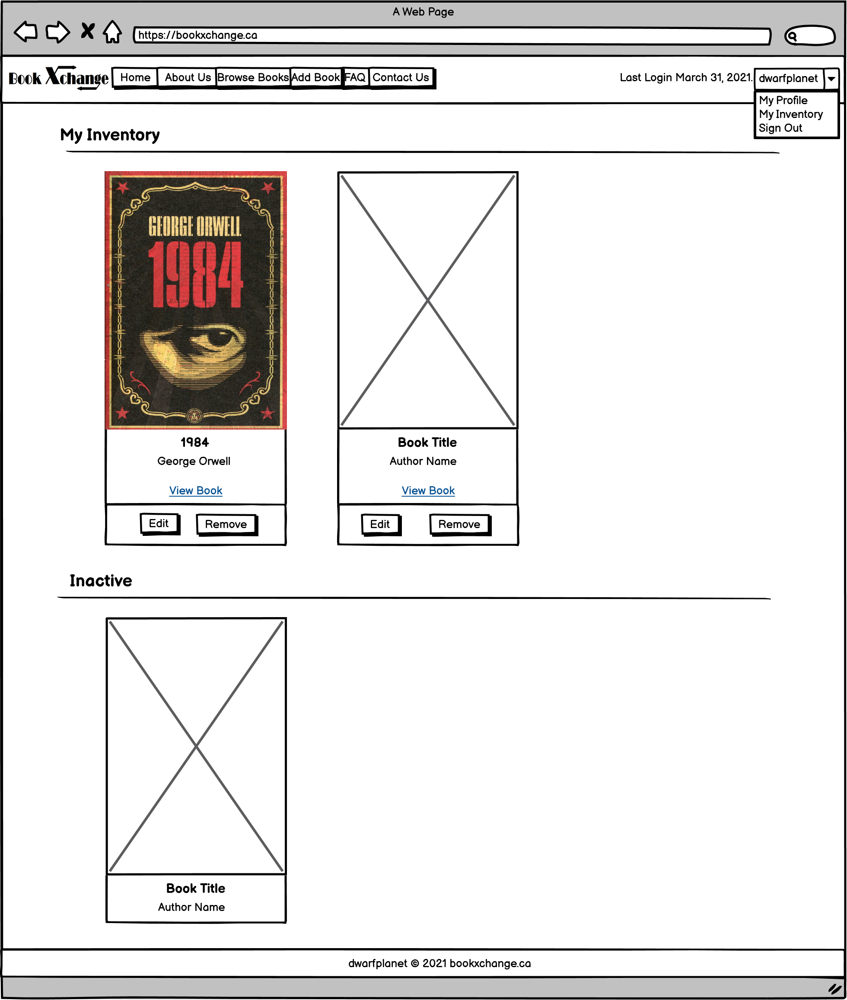 A Web Page
https://bookxchange.ca
Book Xchange
Home About Us Browse Books Add Book FAQ Contact Us
Last Login March 31, 2021. dwarfplanet
My Profile
My Inventory
Sign Out
My Inventory
GEORGE ORWELL
1984
1984
George Orwell
View Book
Edit Remove
Book Title
Author Name
View Book
Edit Remove
Inactive
Book Title
Author Name
dwarfplanet © 2021 bookxchange.ca